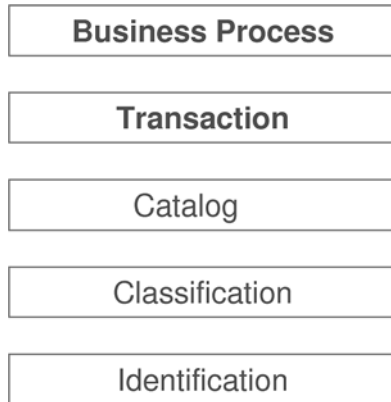 Business Process
Transaction
Catalog
Classification
Identification